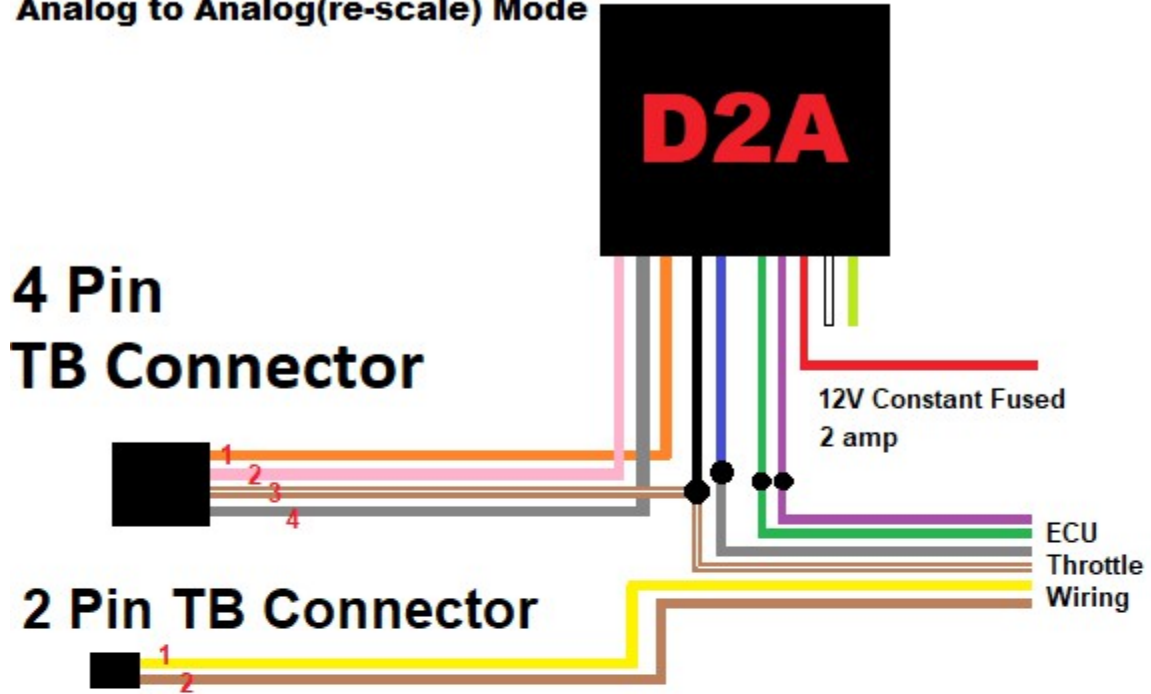 Analog to Analog(re-scale) Mode
D2A
4 Pin
TB Connector
12V Constant Fused
2 amp
1
2
3
4
ECU
Throttle
Wiring
2 Pin TB Connector
1
2